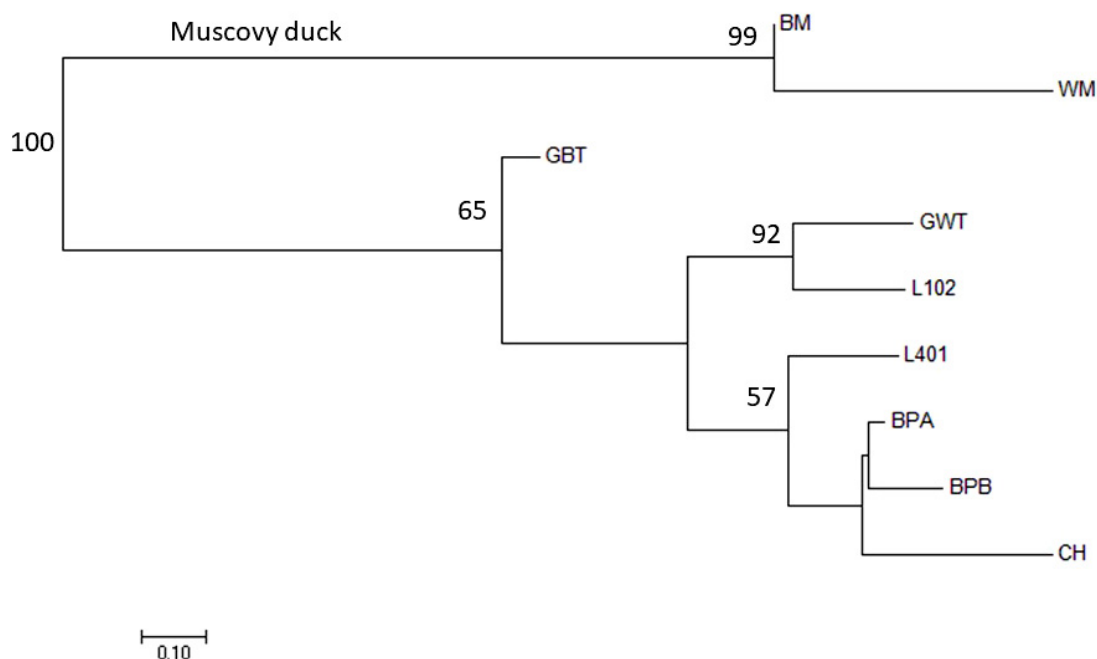 BM
Muscovy duck
99
WM
100
GBT
65
GWT
92
L102
L401
57
BPA
BPB
CH
0.10